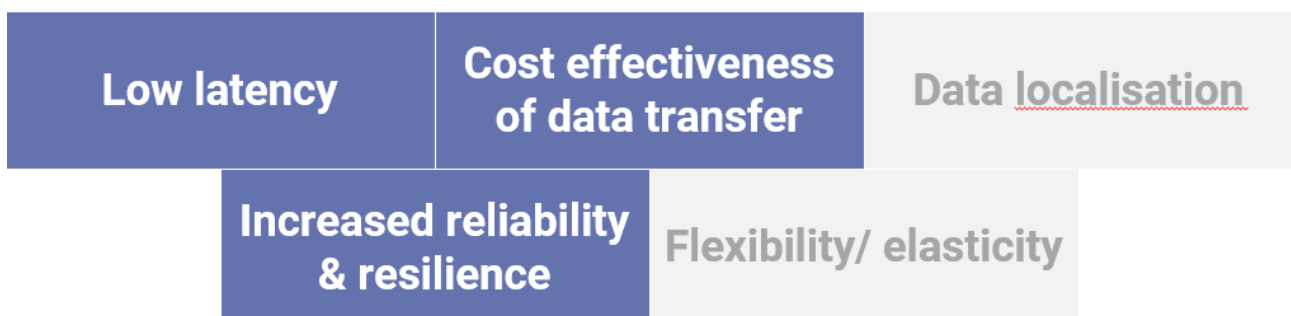 Low latency
Cost effectiveness
of data transfer
Data localisation
Increased reliability
& resilience
Flexibility/ elasticity